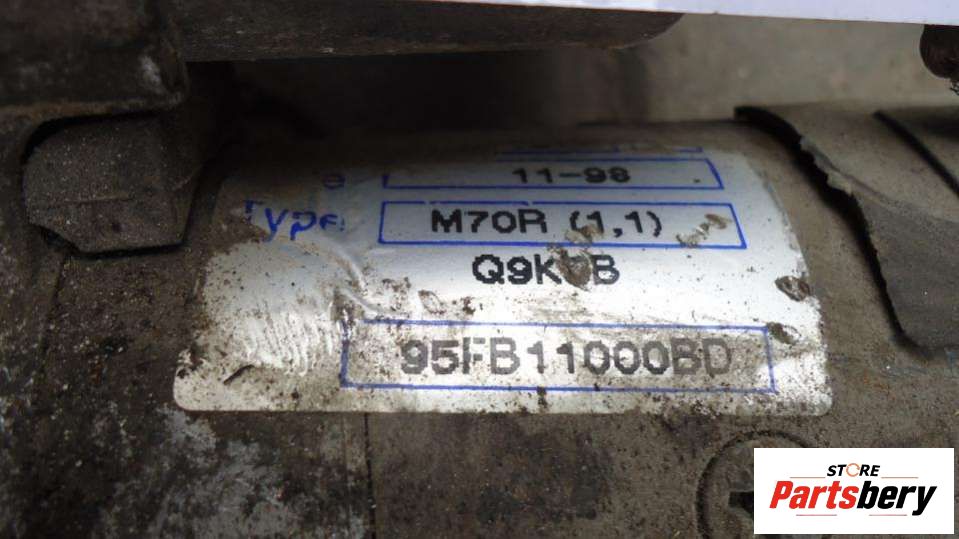 11-98
Type M70R (1,1)
95FB11000BD
STORE
Partsbery